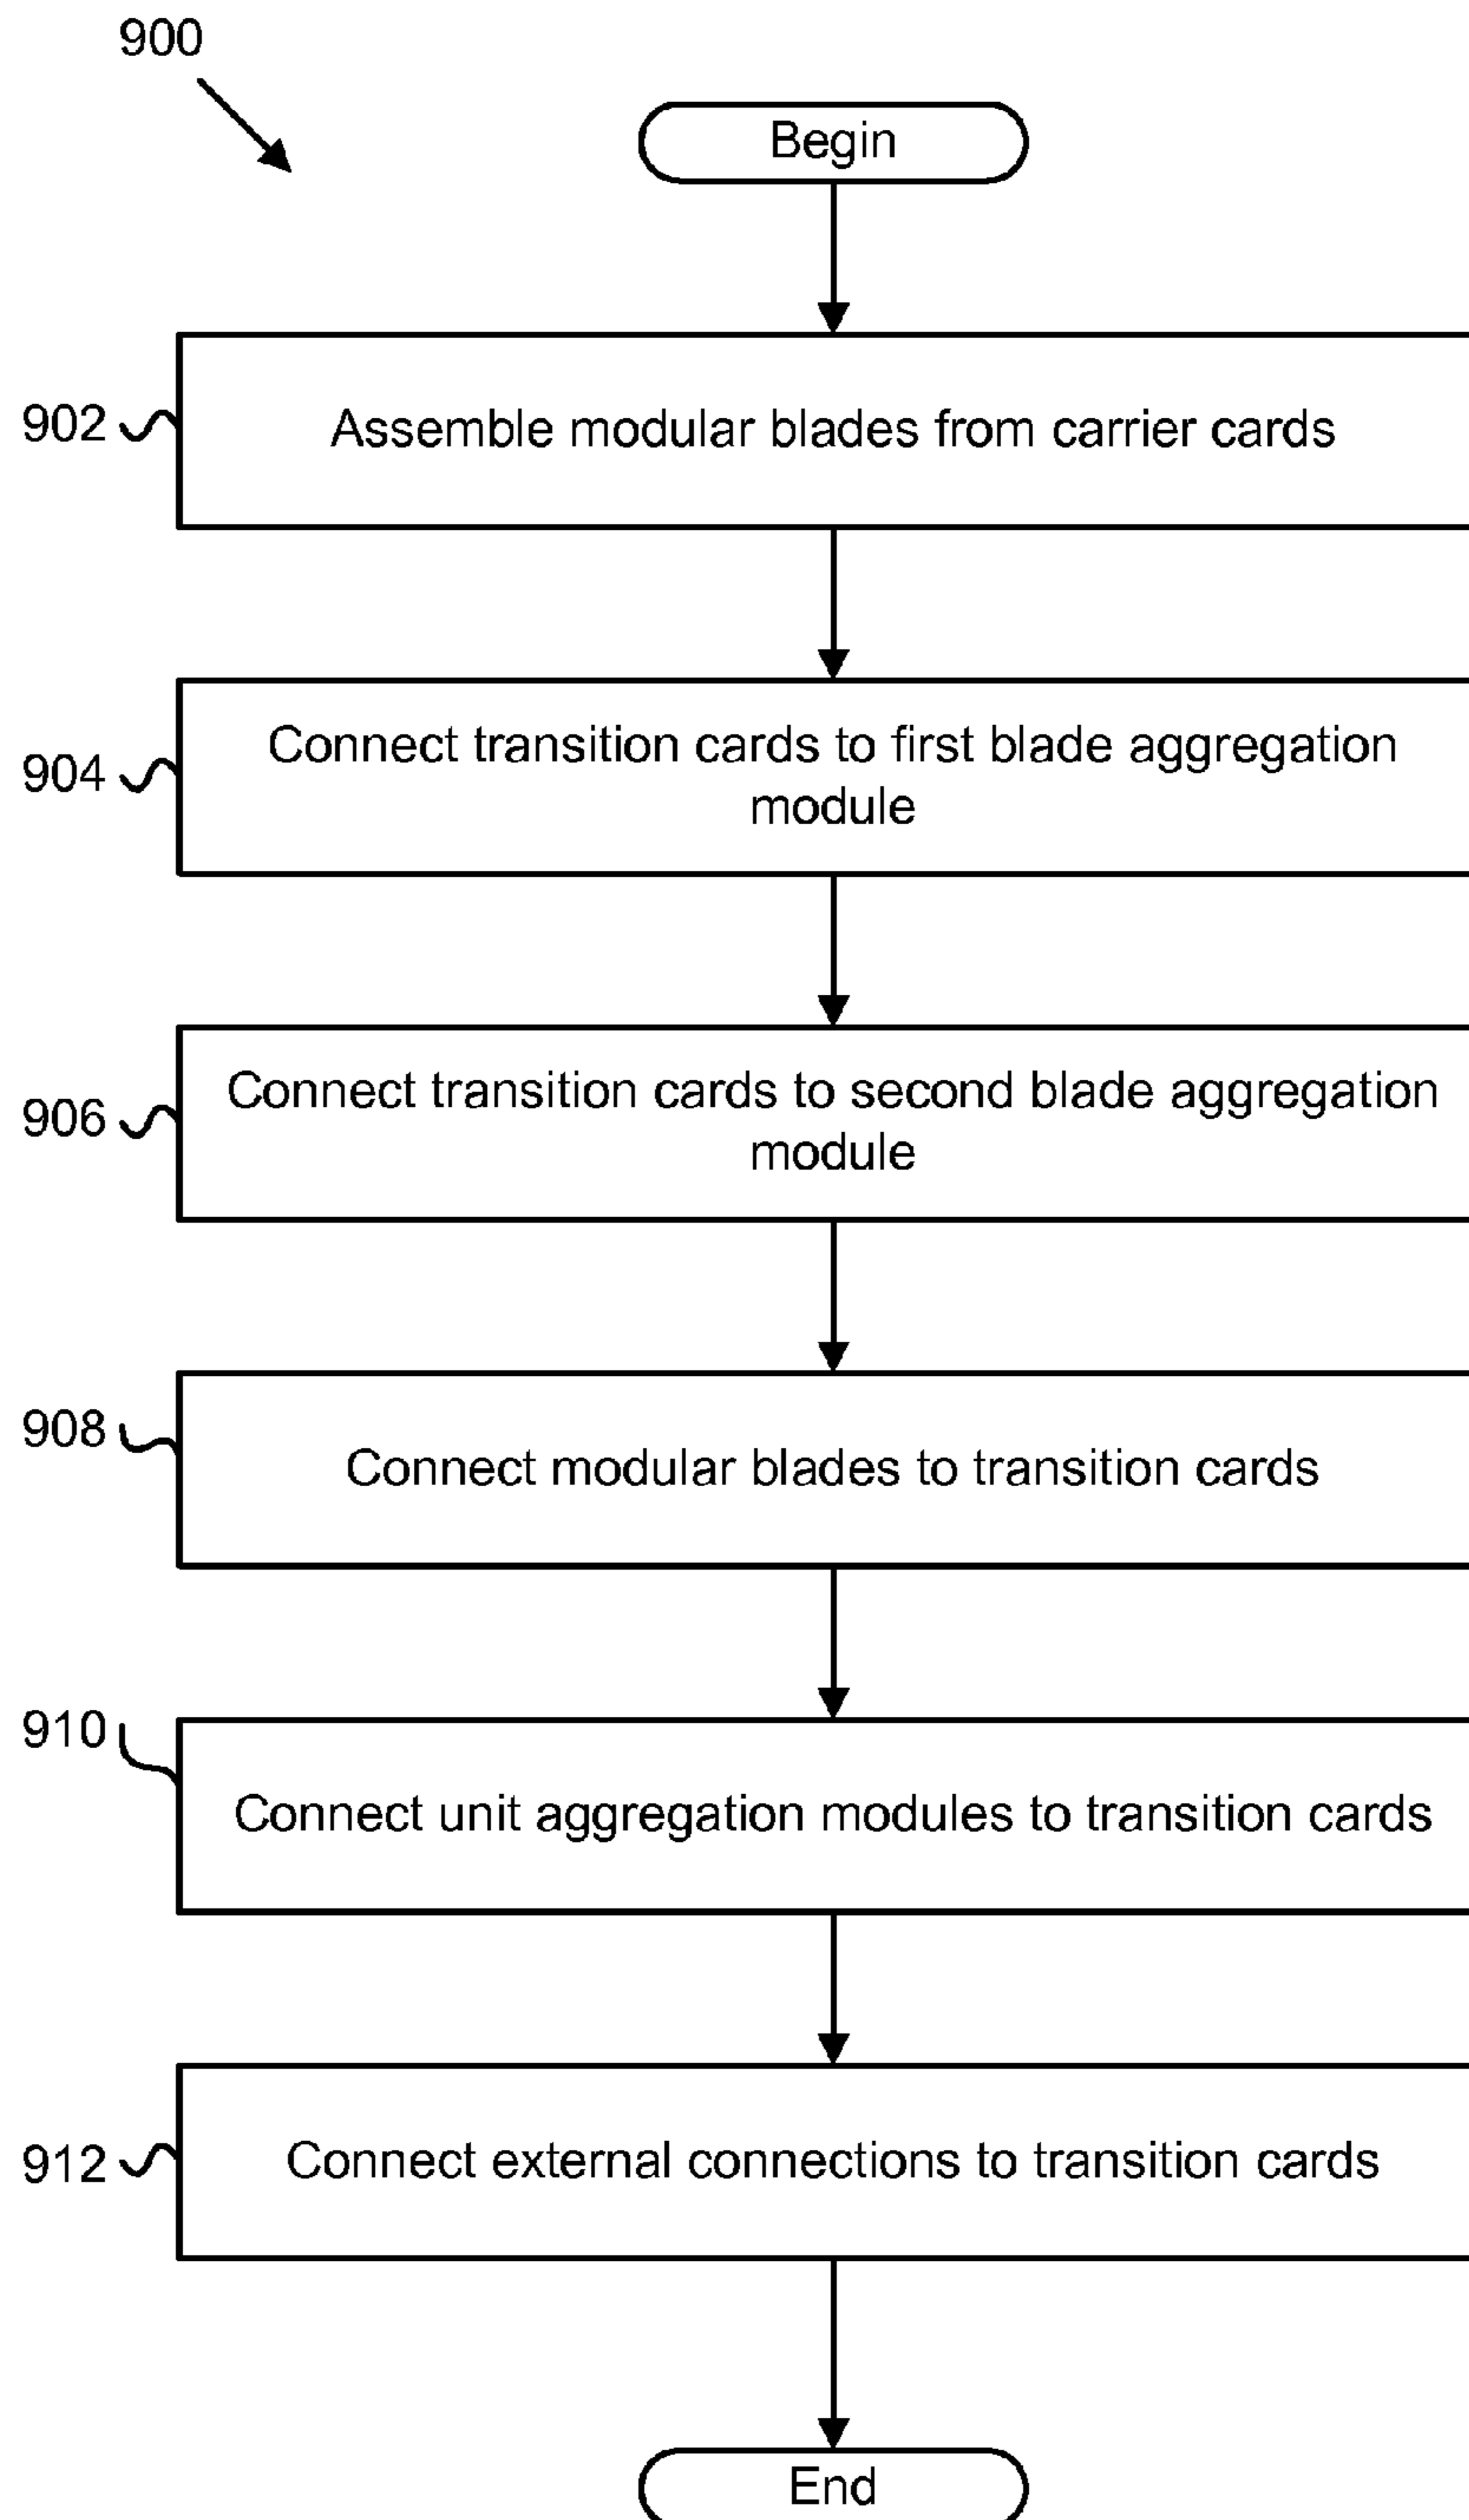 900
Begin
902
Assemble modular blades from carrier cards
904
Connect transition cards to first blade aggregation
module
906
Connect transition cards to second blade aggregation
module
908
Connect modular blades to transition cards
910
Connect unit aggregation modules to transition cards
912
Connect external connections to transition cards
End